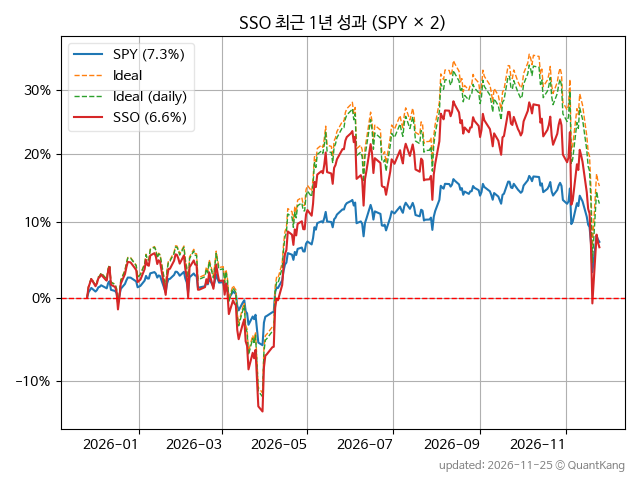 SSO 최근 1년 성과 (SPY × 2)
SPY (7.3%)
Ideal
Ideal (daily)
SSO (6.6%)
30%
20%
10%
0%
−10%
2026-01
2026-03
2026-05
2026-07
2026-09
2026-11
updated: 2026-11-25 © QuantKang